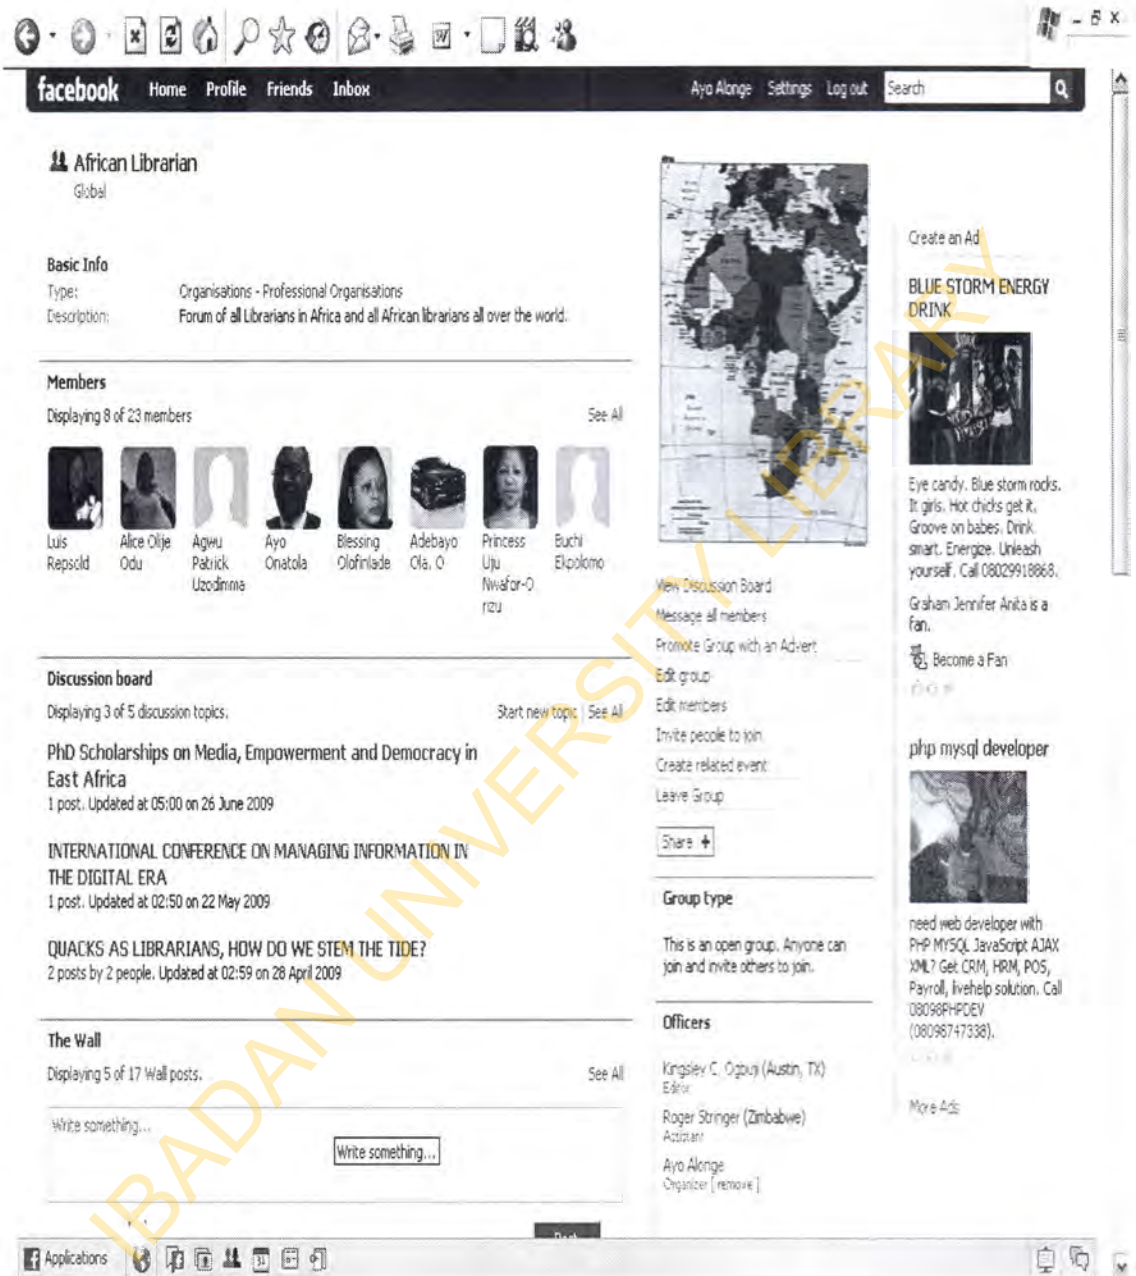 facebook Home Profile Friends Inbox Ayo Alonge Settings Log out Search
African Librarian
Global
Basic Info
Type: Organisations - Professional Organisations
Description: Forum of all Librarians in Africa and all African librarians all over the world.
Members
Displaying 8 of 23 members See All
Luis
Repsold
Alice Olije
Odu
Agwu
Patrick
Uzodimma
Ayo
Onatola
Blessing
Olofinlade
Adebayo
Ola. O
Princess
Uju
Nwafor-O
rizu
Buchi
Ekpolomo
Discussion board
Displaying 3 of 5 discussion topics. Start new topic | See All
PhD Scholarships on Media, Empowerment and Democracy in
East Africa
1 post. Updated at 05:00 on 26 June 2009
INTERNATIONAL CONFERENCE ON MANAGING INFORMATION IN
THE DIGITAL ERA
1 post. Updated at 02:50 on 22 May 2009
QUACKS AS LIBRARIANS, HOW DO WE STEM THE TIDE?
2 posts by 2 people. Updated at 02:59 on 28 April 2009
The Wall
Displaying 5 of 17 Wall posts. See All
Write something...
Write something...
View Discussion Board
Message all members
Promote Group with an Advert
Edit group
Edit members
Invite people to join
Create related event
Leave Group
Share +
Group type
This is an open group. Anyone can
join and invite others to join.
Officers
Kingsley C. (Austin, TX)
Editor
Roger Stringer (Zimbabwe)
Assistant
Ayo Alonge
Organizer [ remove ]
Create an Ad
BLUE STORM ENERGY
DRINK
Eye candy. Blue storm rocks.
It girls. Hot chicks get it.
Groove on babes. Drink
smart. Energize. Unleash
yourself. Call 08029918868.
Graham Jennifer Anita is a
fan.
Become a Fan
php mysql developer
need web developer with
PHP MYSQL JavaScript AJAX
XML? Get CRM, HRM, POS,
Payroll, livehelp solution. Call
08098PHPDEV
(08098747338).
More Ads
Applications
IBADAN UNIVERSITY LIBRARY